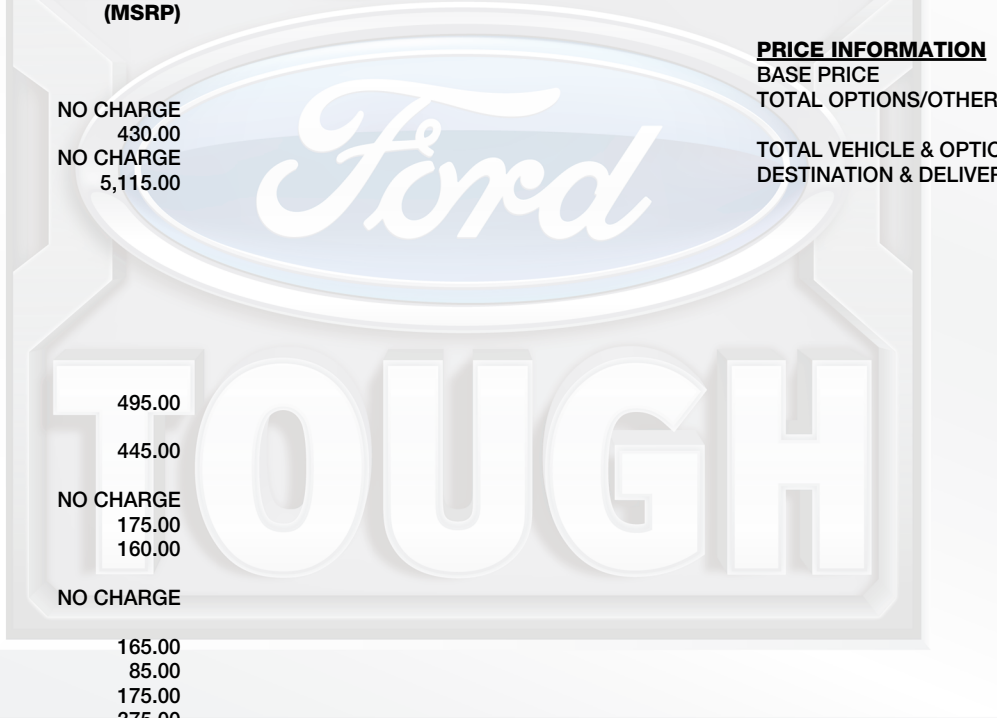 (MSRP)
NO CHARGE
430.00
NO CHARGE
5,115.00
495.00
445.00
NO CHARGE
175.00
160.00
NO CHARGE
165.00
85.00
175.00
375.00
PRICE INFORMATION
BASE PRICE
TOTAL OPTIONS/OTHER
TOTAL VEHICLE & OPTIO
DESTINATION & DELIVER
Ford
TOUGH